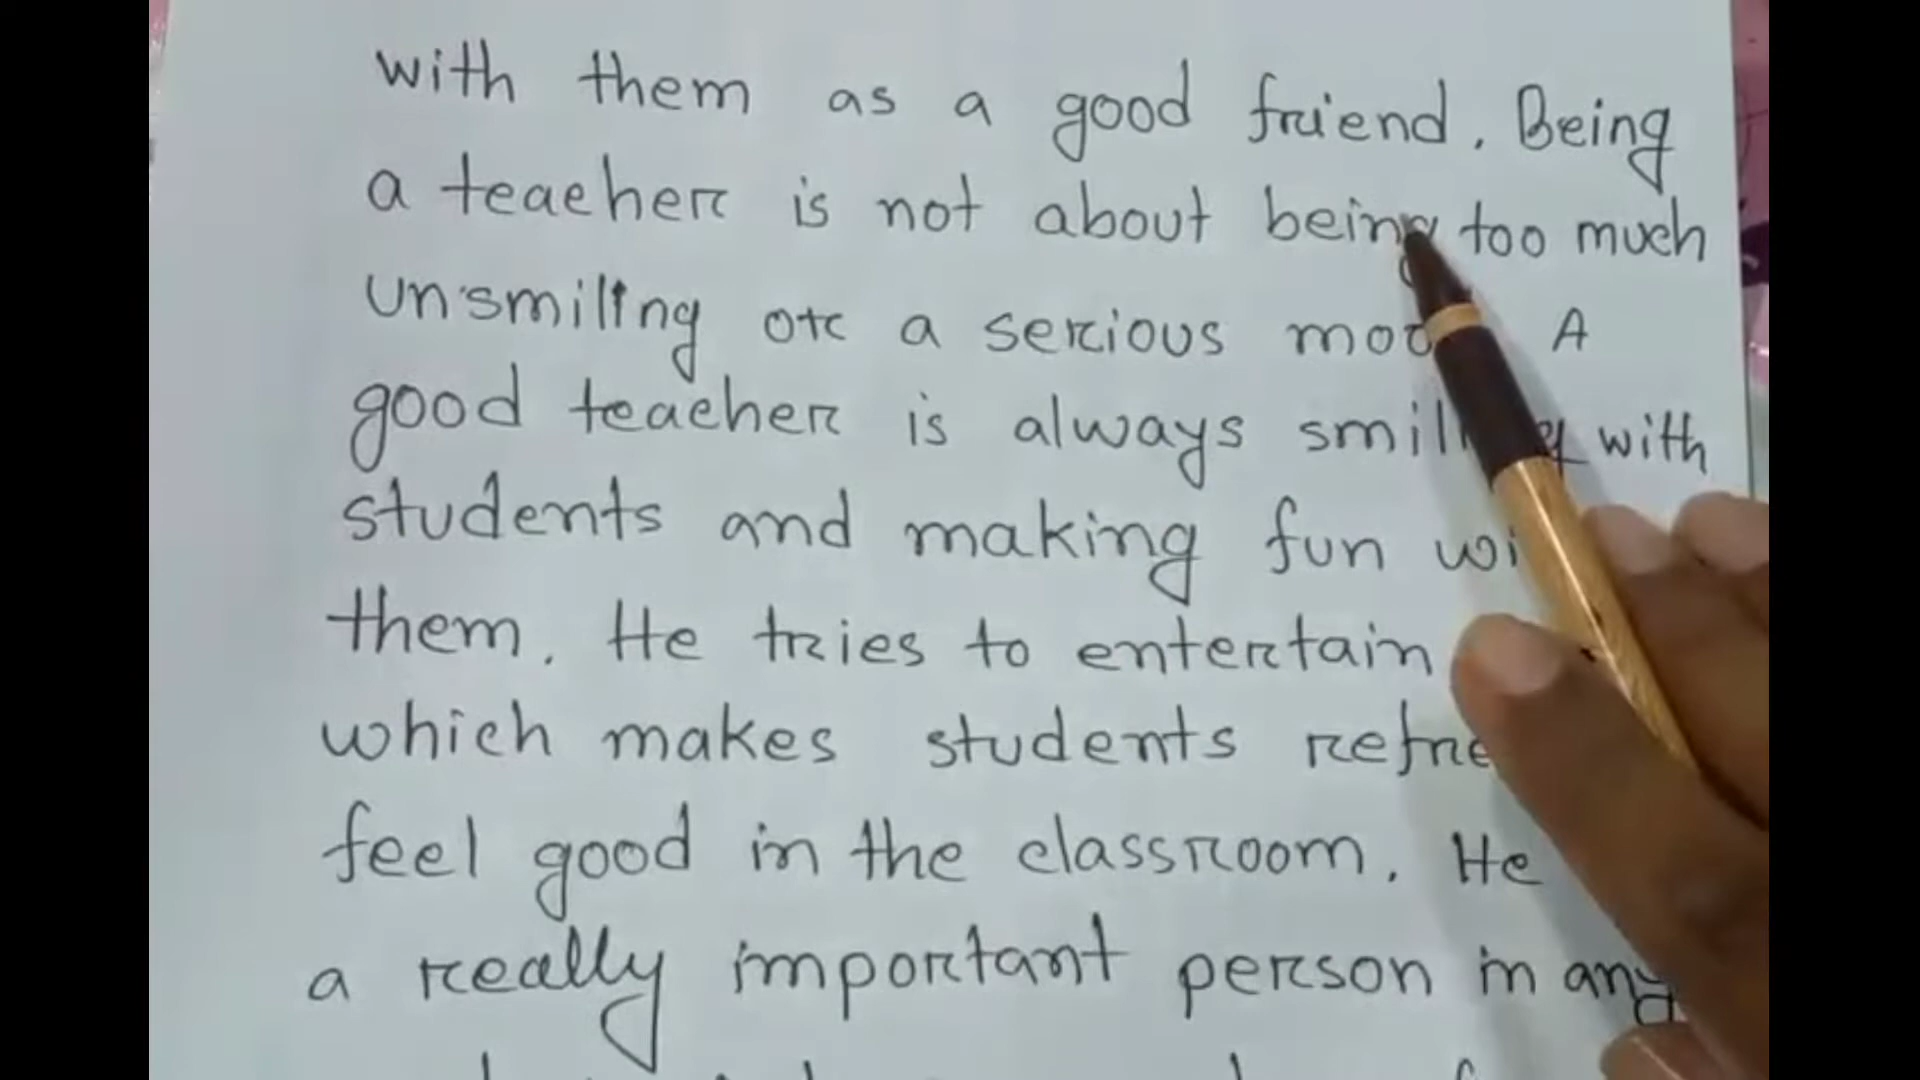 with them as a good friend. Being
a teacher is not about being too much
unsmiling or a serious A
good teacher is always smiling with
students and making fun
them. He tries to entertain
which makes students
feel good in the classroom. He
a really important person in any